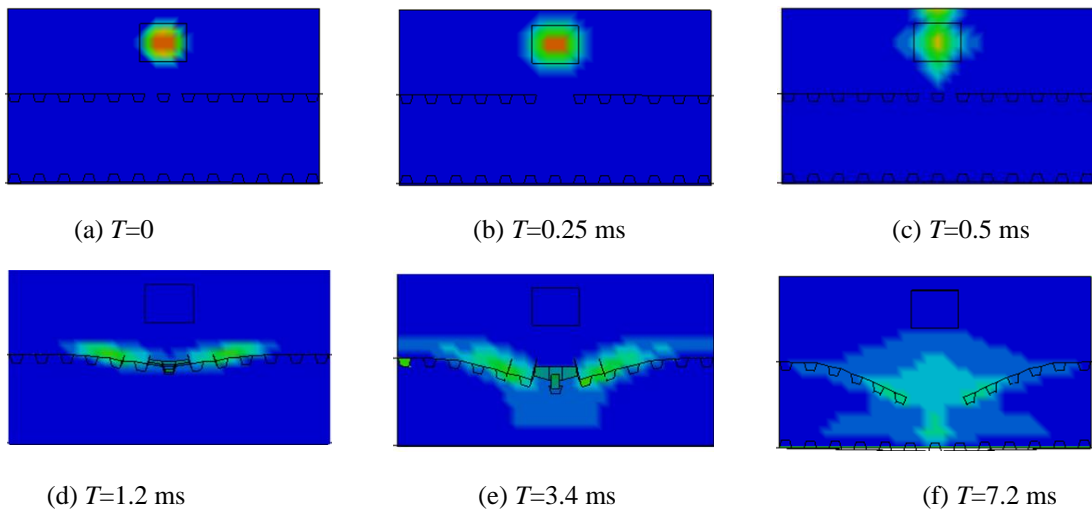 (a) T=0
(b) T=0.25 ms
(c) T=0.5 ms
(d) T=1.2 ms
(e) T=3.4 ms
(f) T=7.2 ms